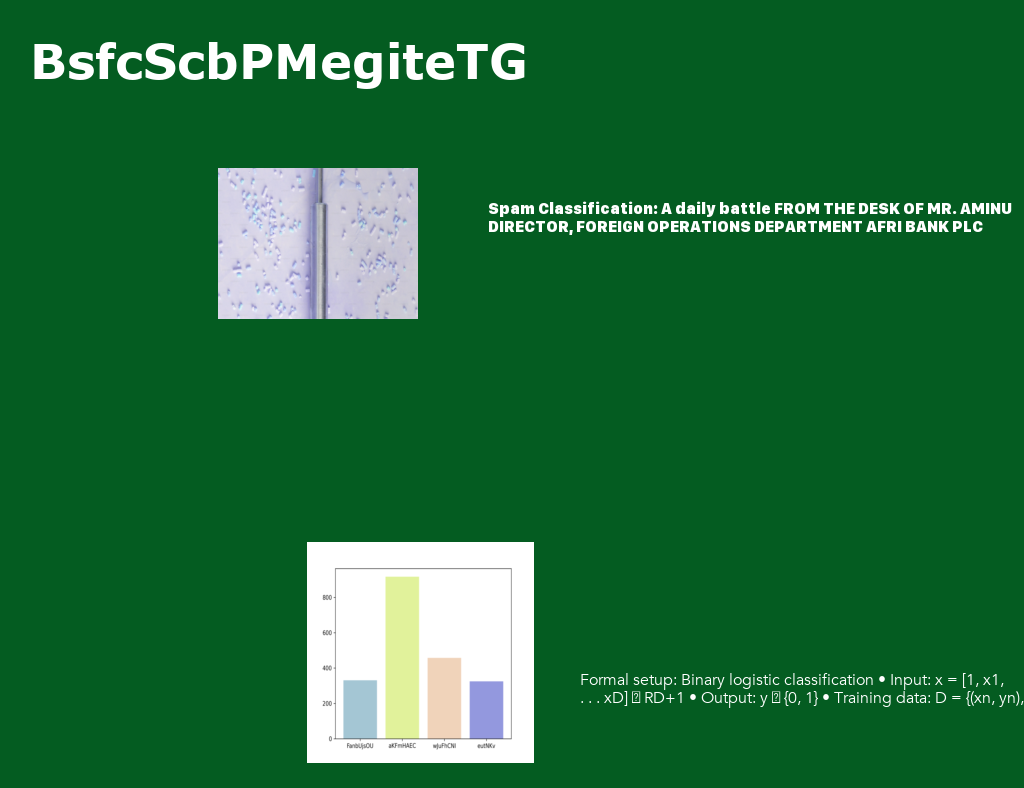 BsfcScbPMegiteTG
Spam Classification: A daily battle FROM THE DESK OF MR. AMINU
DIRECTOR, FOREIGN OPERATIONS DEPARTMENT AFRI BANK PLC
800
600
400
200
0
FanbUjsOU aKFmHAEC wJuFhCNI eutNKv
Formal setup: Binary logistic classification • Input: x = [1, x1,
. . . xD] RD+1 • Output: y {0, 1} • Training data: D = {(xn, yn),